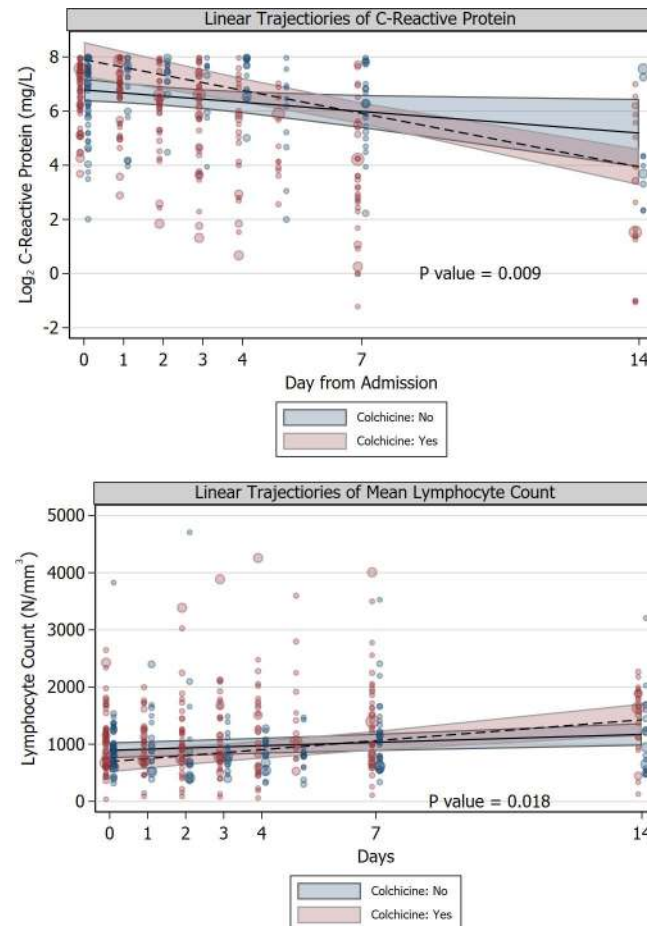 Linear Trajectories of C-Reactive Protein
8
6
4
2
0
-2
Log₂ C-Reactive Protein (mg/L)
P value = 0.009
0 1 2 3 4 7 14
Day from Admission
Colchicine: No
Colchicine: Yes
Linear Trajectiories of Mean Lymphocyte Count
5000
4000
3000
2000
1000
0
Lymphocyte Count (N/mm³)
P value = 0.018
0 1 2 3 4 7 14
Days
Colchicine: No
Colchicine: Yes